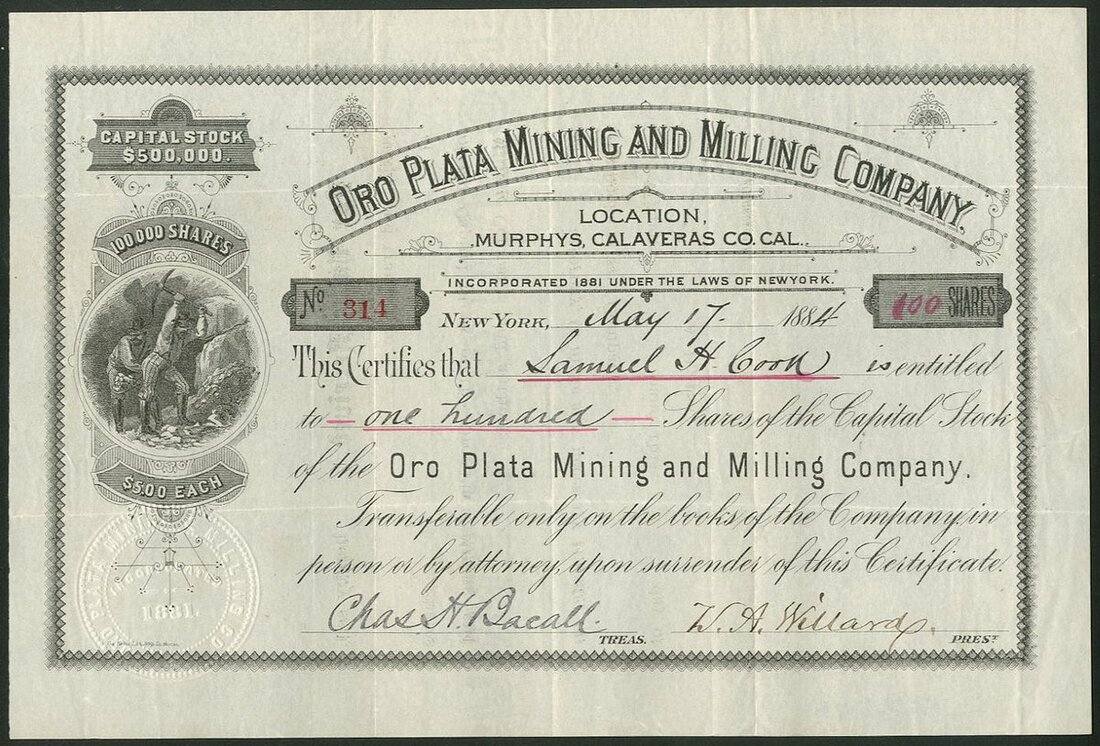 CAPITAL STOCK
$500,000.
100,000 SHARES
$5.00 EACH
ORO PLATA MINING AND MILLING COMPANY.
LOCATION,
MURPHYS, CALAVERAS CO. CAL.
INCORPORATED 1881 UNDER THE LAWS OF NEWYORK.
No. 314
NEW YORK, May 17. 1884
100 SHARES
This Certifies that Samuel H. Cook is entitled
to — one hundred — Shares of the Capital Stock
of the Oro Plata Mining and Milling Company.
Transferable only on the books of the Company, in
person or by attorney, upon surrender of this Certificate.
Chas H. Bacall. TREAS. W. A. Willard. PREST.
1881.